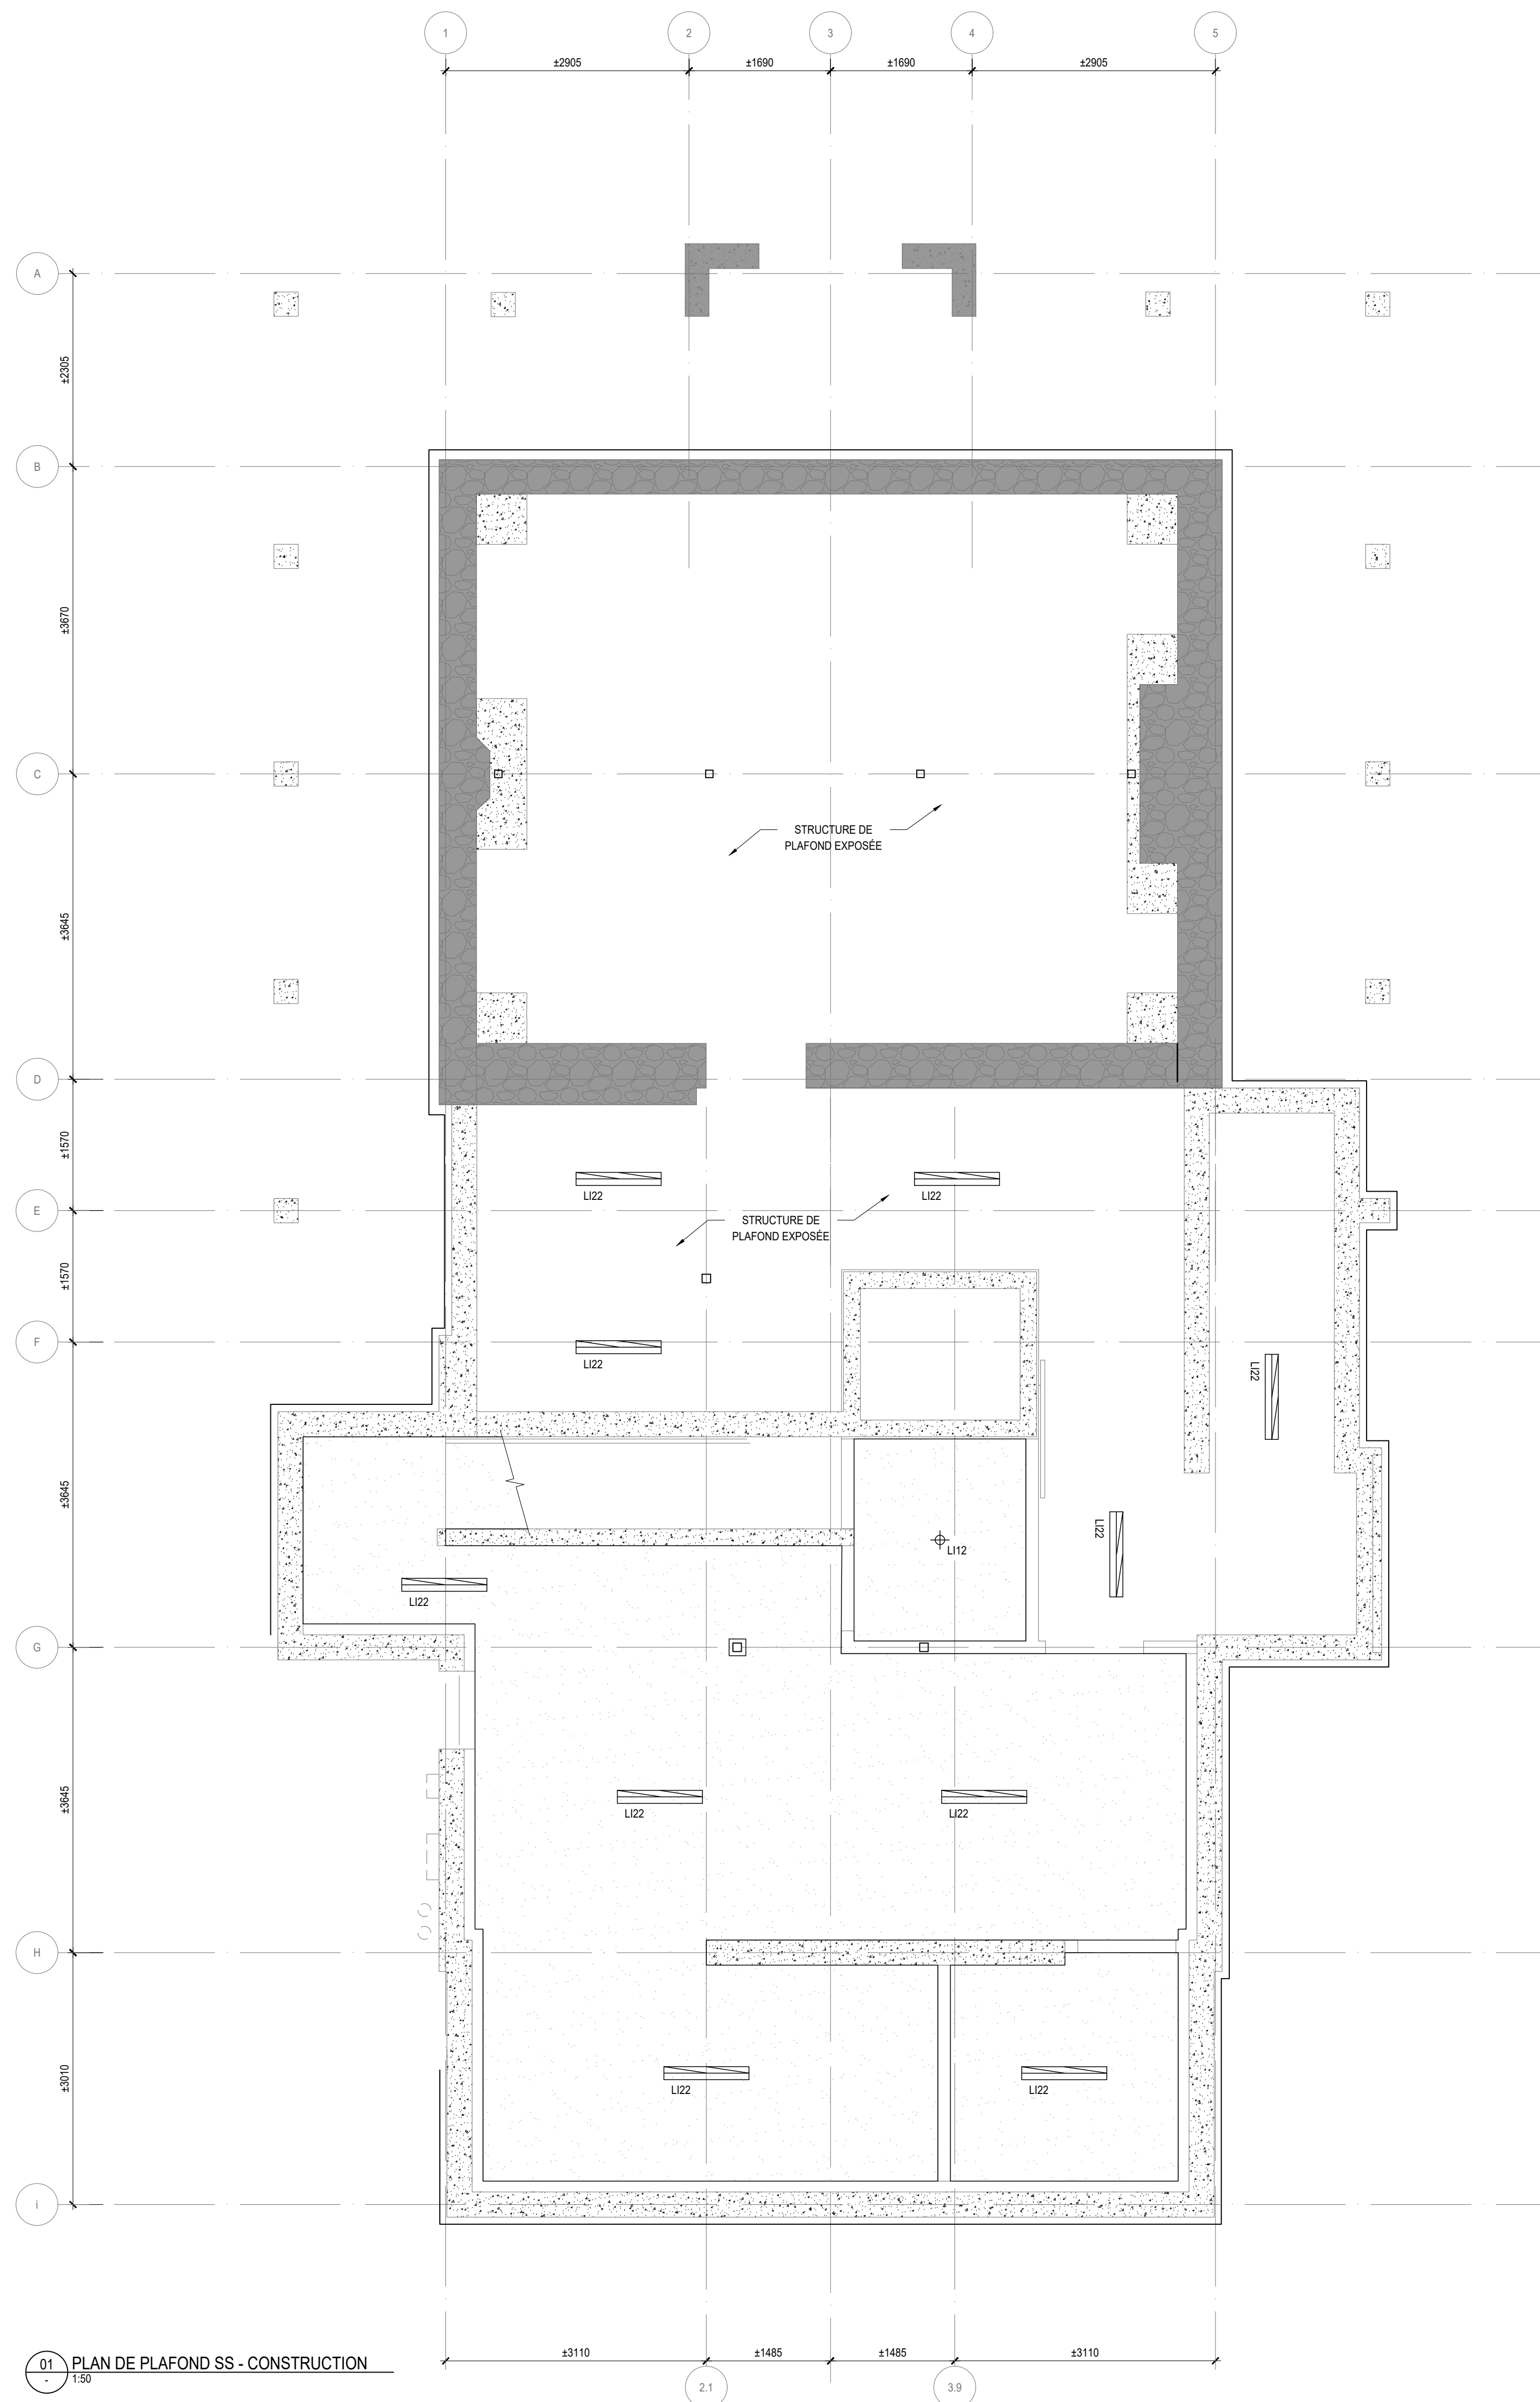 1
2
3
4
5
±2905
±1690
±1690
±2905
A
±2305
B
±3670
C
STRUCTURE DE
PLAFOND EXPOSÉE
±3645
D
±1570
LI22
LI22
E
STRUCTURE DE
PLAFOND EXPOSÉE
±1570
F
LI22
LI22
±3645
LI22
LI12
LI22
G
±3645
LI22
LI22
H
±3010
LI22
LI22
i
±3110
±1485
±1485
±3110
01
PLAN DE PLAFOND SS - CONSTRUCTION
-
1:50
2.1
3.9